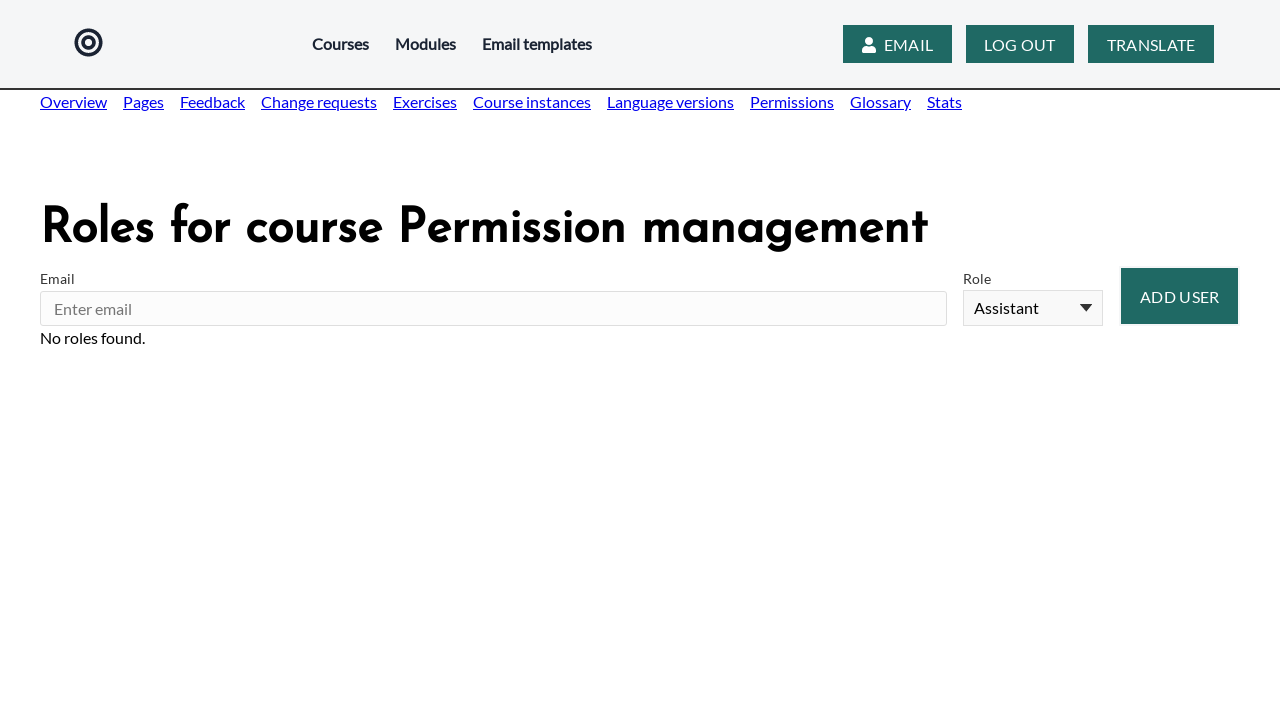 Courses Modules Email templates EMAIL LOG OUT TRANSLATE
Overview Pages Feedback Change requests Exercises Course instances Language versions Permissions Glossary Stats
Roles for course Permission management
Email Role
Enter email Assistant ADD USER
No roles found.